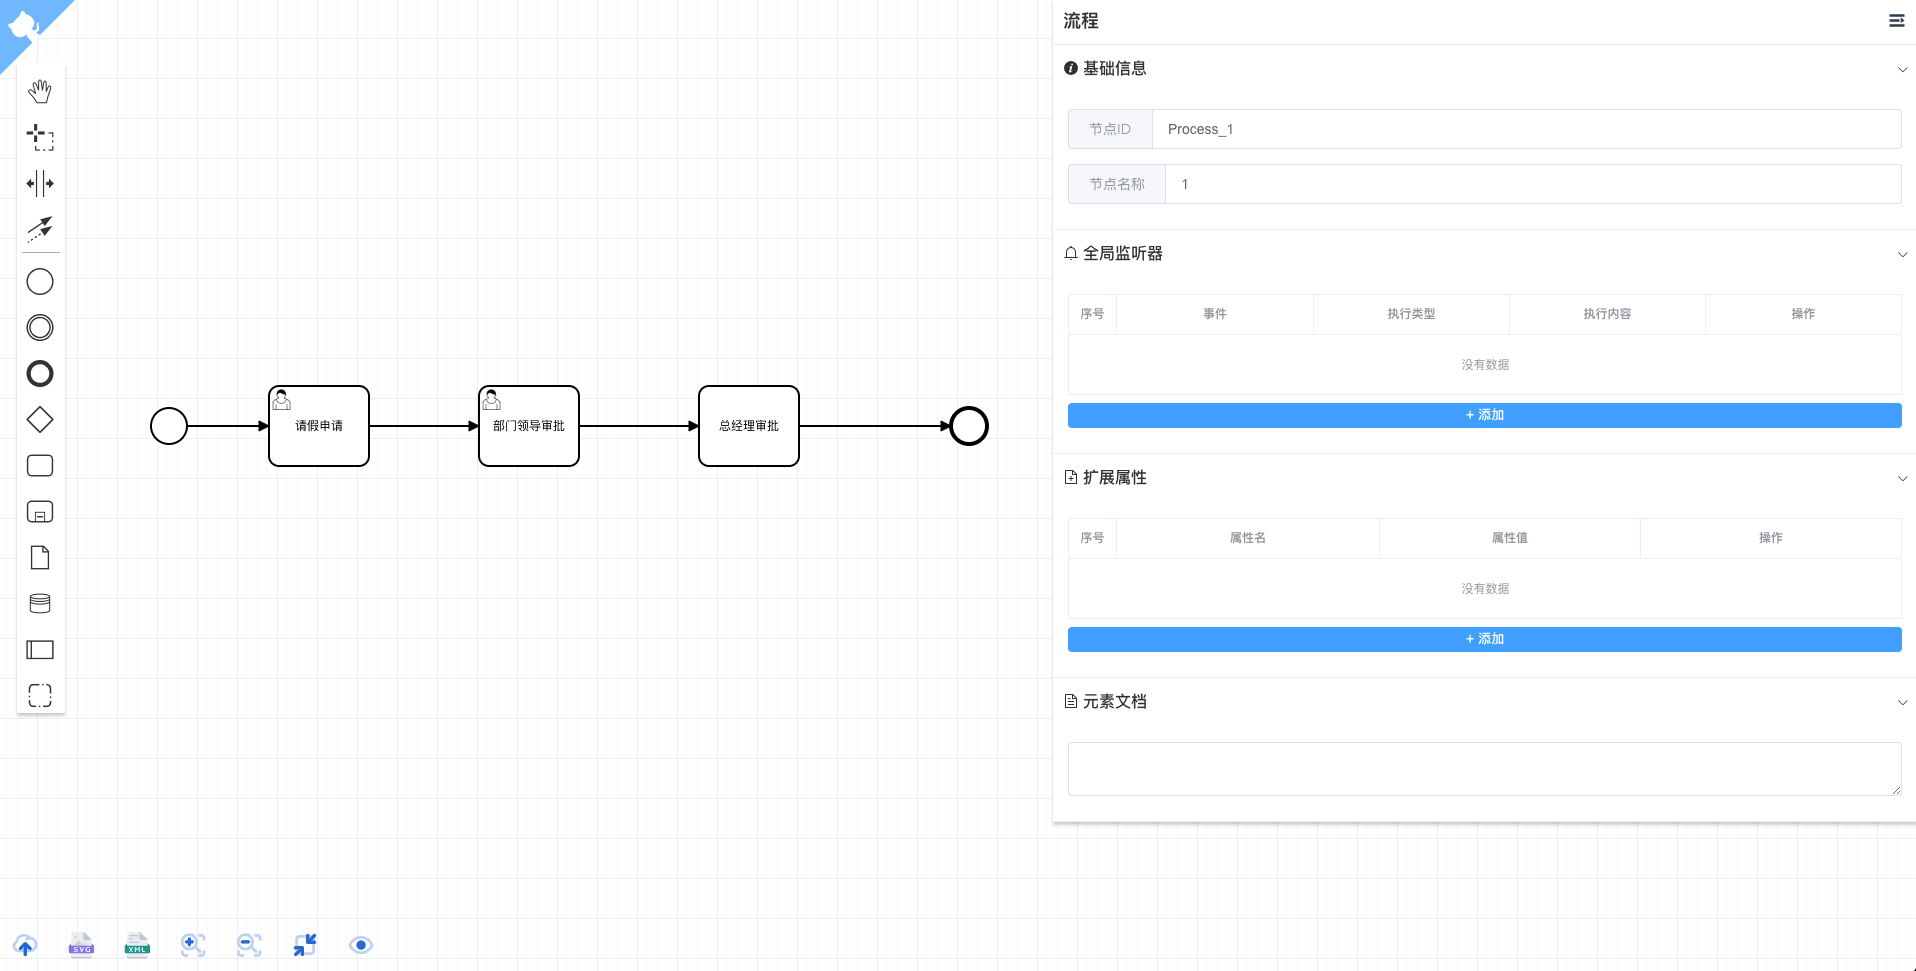 流程
基础信息
节点ID Process_1
节点名称 1
全局监听器
序号 事件 执行类型 执行内容 操作
没有数据
+ 添加
扩展属性
序号 属性名 属性值 操作
没有数据
+ 添加
元素文档
请假申请 部门领导审批 总经理审批
SVG XML